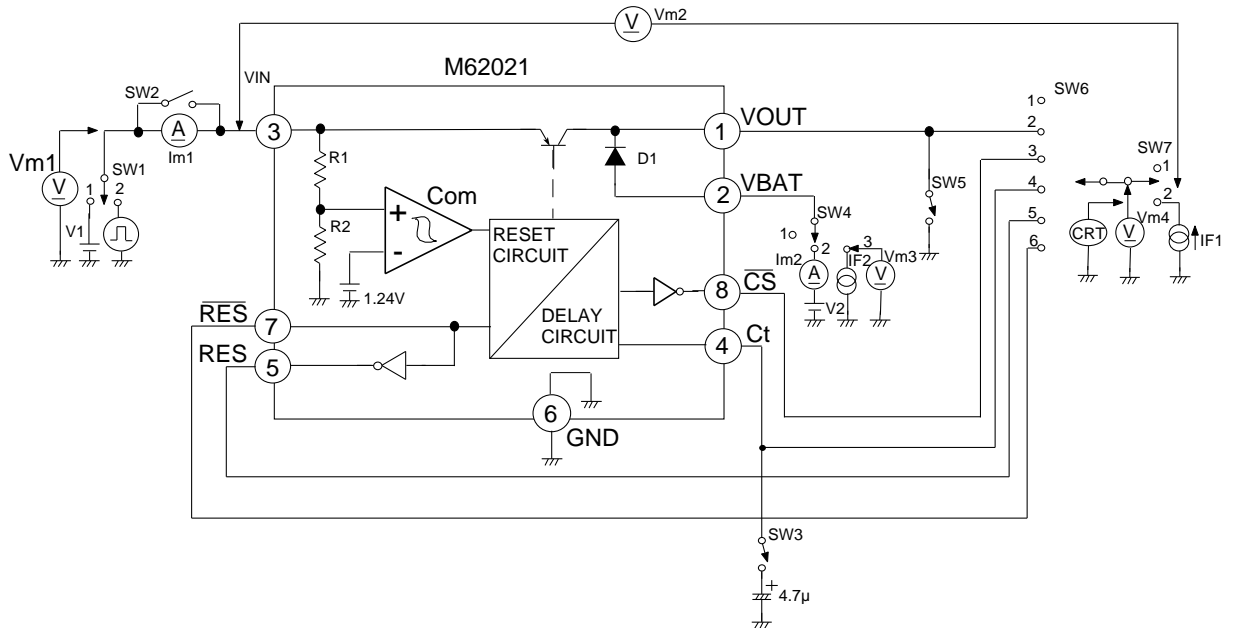 V Vm2
M62021
VIN
SW2
A
Im1
Vm1
V
SW1
1 2
V1
3
R1
R2
Com
+
-
1.24V
RESET
CIRCUIT
DELAY
CIRCUIT
D1
1 VOUT
2 VBAT
8 CS
4 Ct
RES 7
RES 5
6
GND
SW4
1
2
3
Im2
A
V2
IF2
Vm3
V
SW5
SW6
1
2
3
4
5
6
SW7
1
2
CRT
V
Vm4
IF1
SW3
+
4.7µ